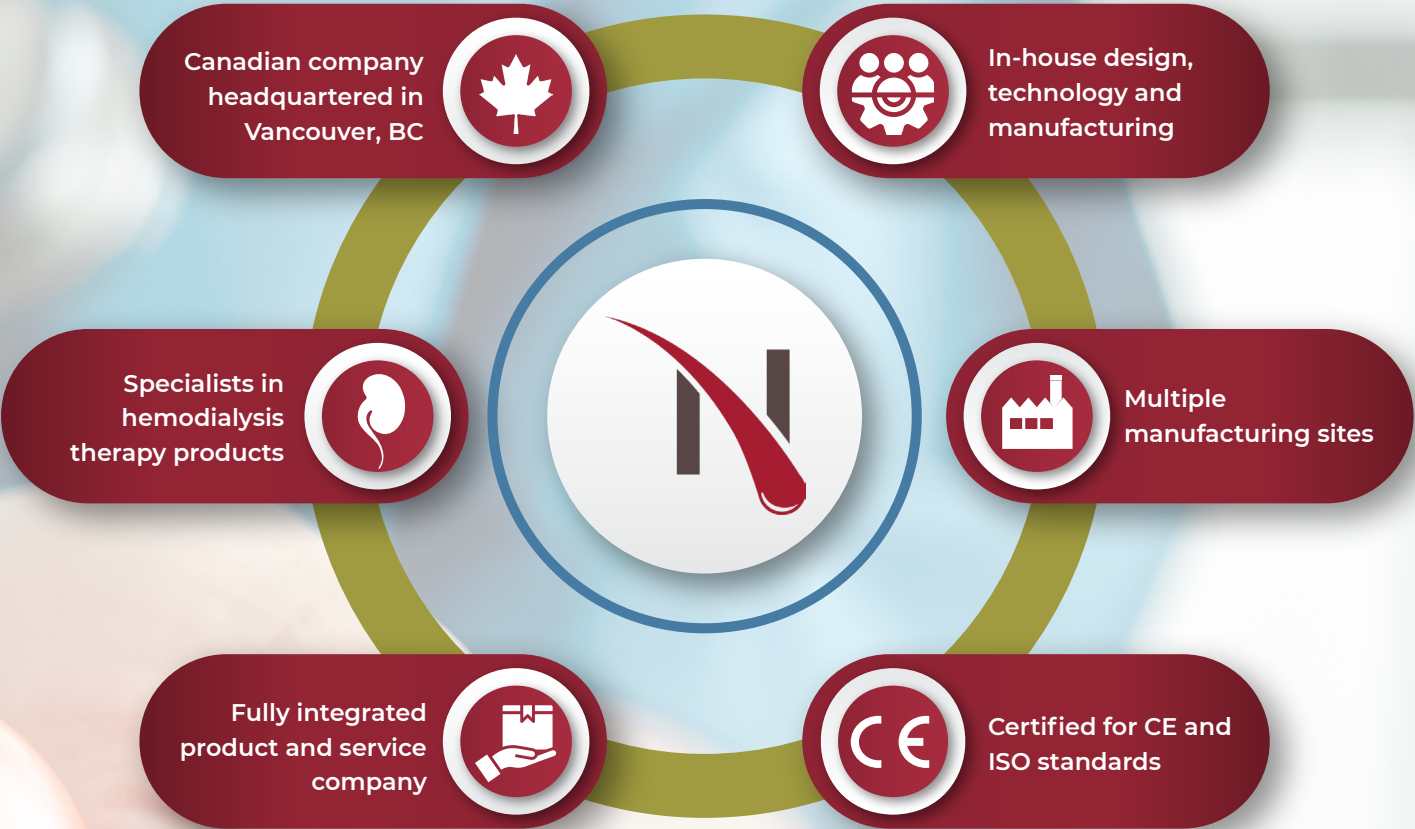 Canadian company
headquartered in
Vancouver, BC
In-house design,
technology and
manufacturing
Specialists in
hemodialysis
therapy products
N
Multiple
manufacturing sites
Fully integrated
product and service
company
CE
Certified for CE and
ISO standards